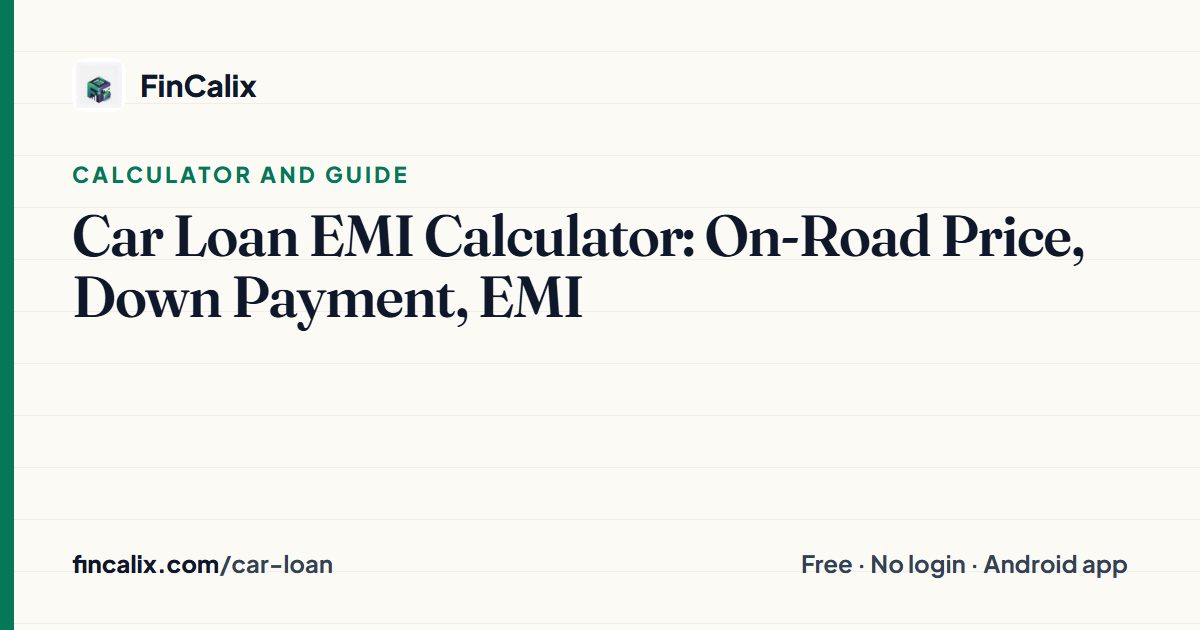 FinCalix
CALCULATOR AND GUIDE
Car Loan EMI Calculator: On-Road Price,
Down Payment, EMI
fincalix.com/car-loan
Free · No login · Android app